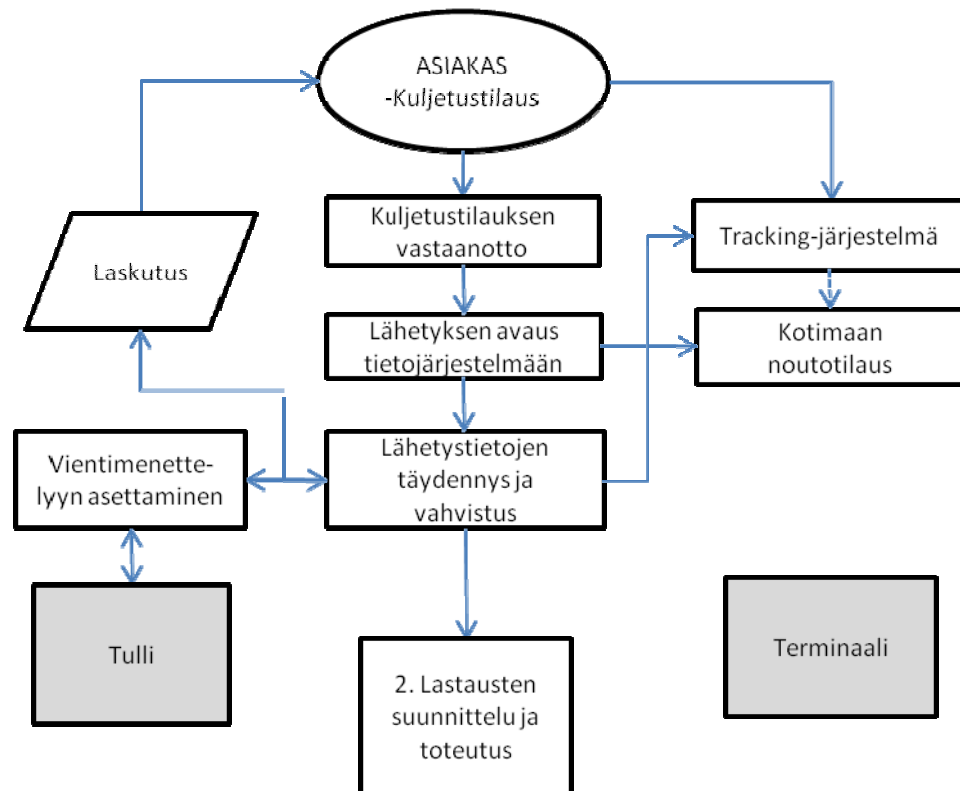 ASIAKAS
-Kuljetustilaus
Kuljetustilauksen
vastaanotto
Tracking-järjestelmä
Laskutus
Lähetyksen avaus
tietojärjestelmään
Kotimaan
noutotilaus
Vientimenette-
lyyn asettaminen
Lähetystietojen
täydennys ja
vahvistus
Tulli
Terminaali
2. Lastausten
suunnittelu ja
toteutus